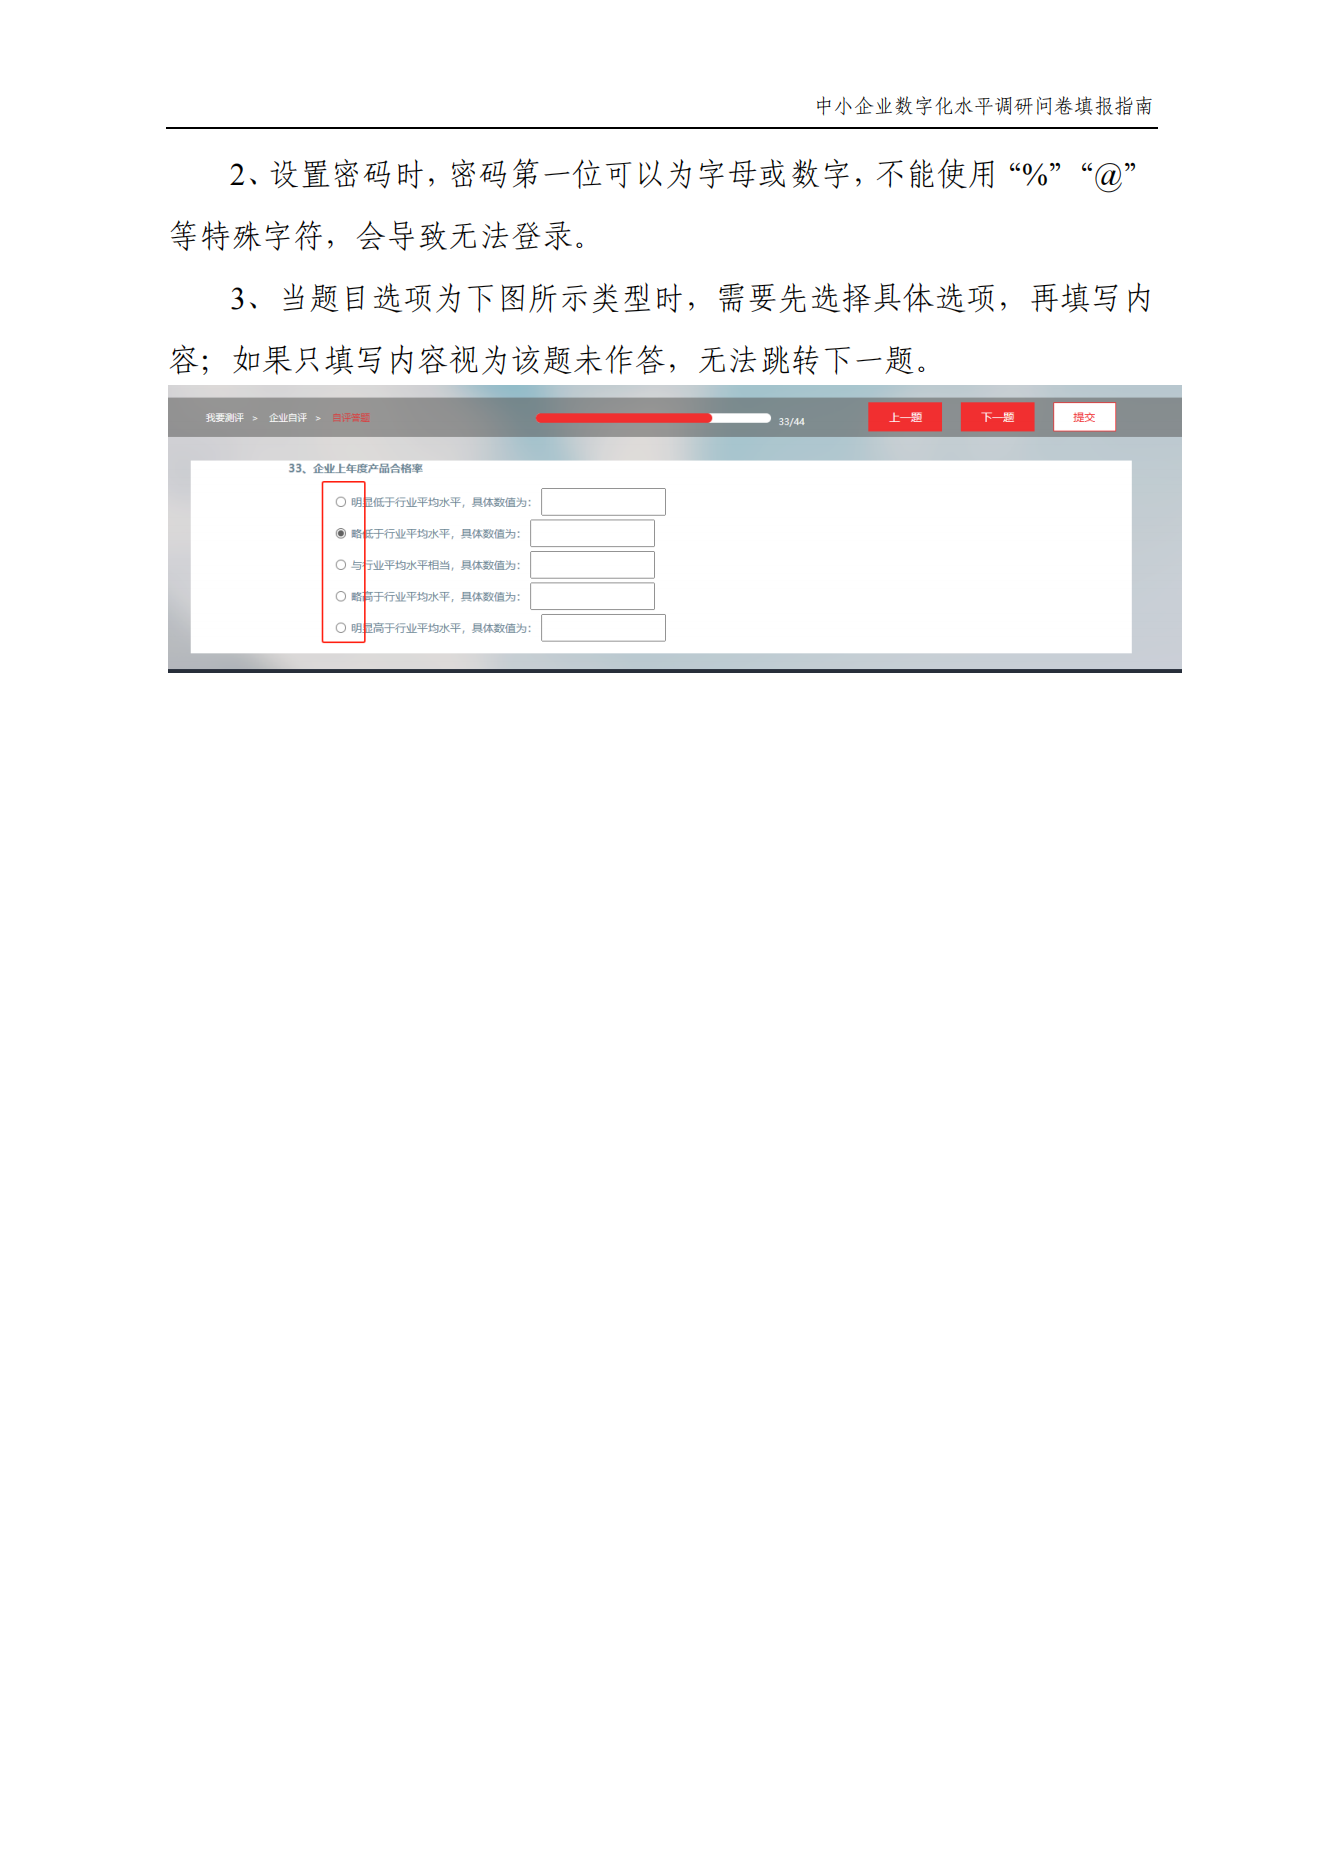 中小企业数字化水平调研问卷填报指南
2、设置密码时，密码第一位可以为字母或数字，不能使用“%”“@”
等特殊字符，会导致无法登录。
3、当题目选项为下图所示类型时，需要先选择具体选项，再填写内
容；如果只填写内容视为该题未作答，无法跳转下一题。
我要测评 > 企业自评 > 自评答题 33/44 上一题 下一题 提交
33、企业上年度产品合格率
明显低于行业平均水平，具体数值为：
略低于行业平均水平，具体数值为：
与行业平均水平相当，具体数值为：
略高于行业平均水平，具体数值为：
明显高于行业平均水平，具体数值为：